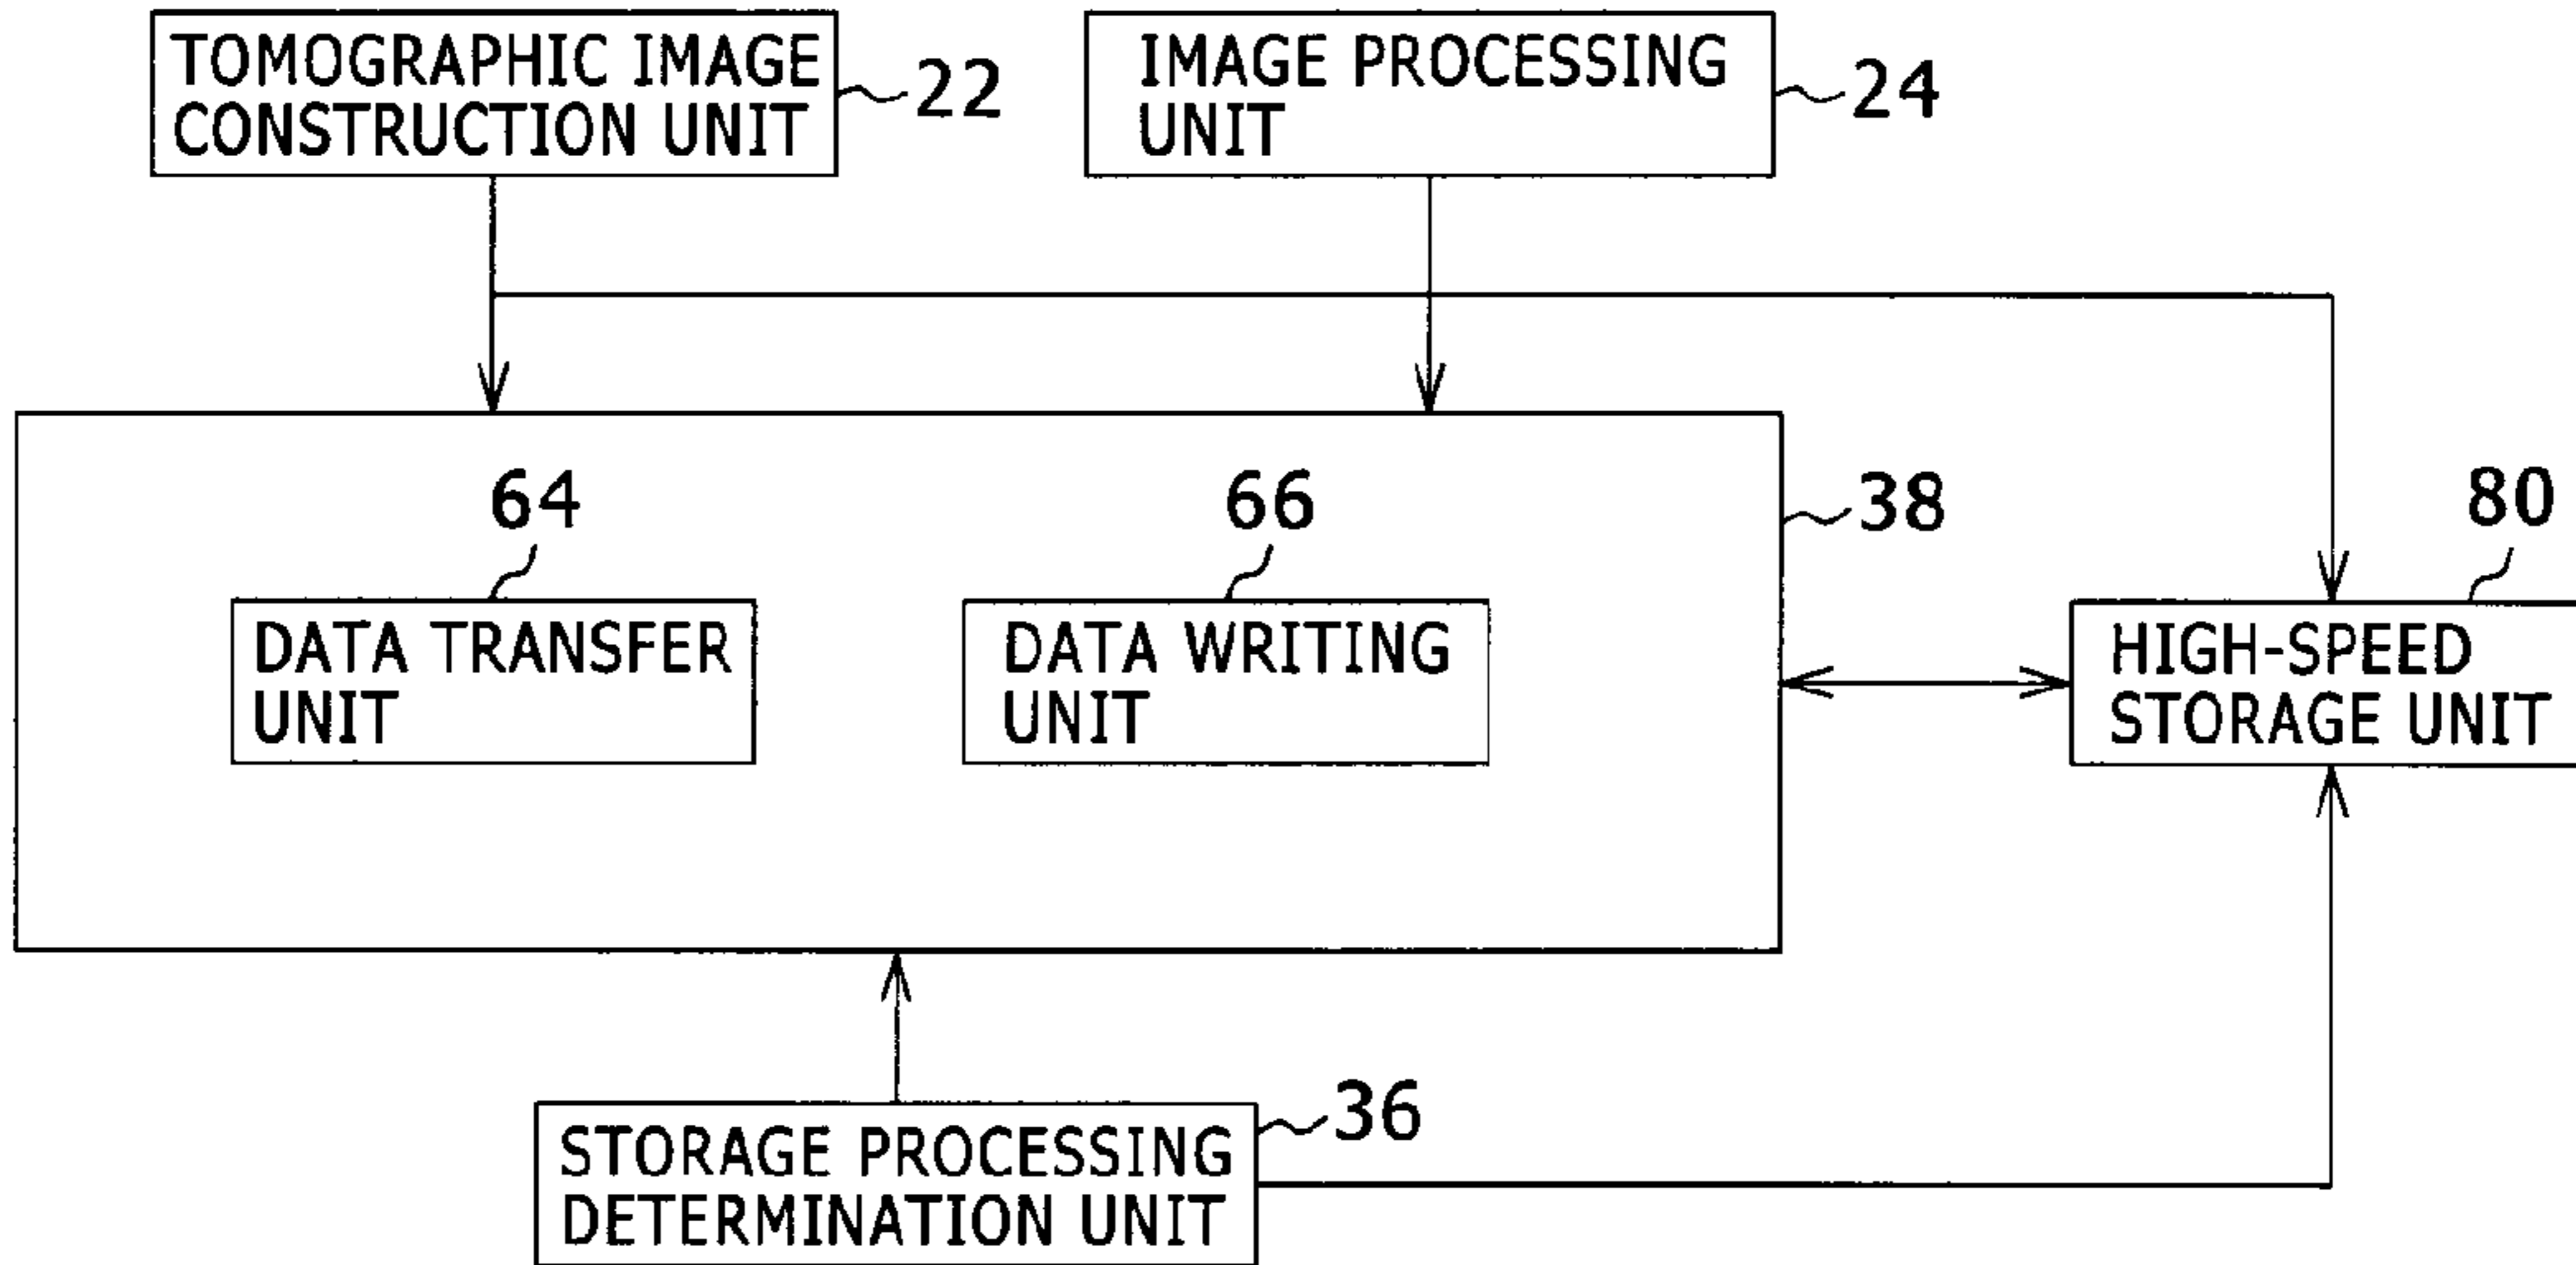 TOMOGRAPHIC IMAGE
CONSTRUCTION UNIT
22
IMAGE PROCESSING
UNIT
24
64
66
38
80
DATA TRANSFER
UNIT
DATA WRITING
UNIT
HIGH-SPEED
STORAGE UNIT
STORAGE PROCESSING
DETERMINATION UNIT
36